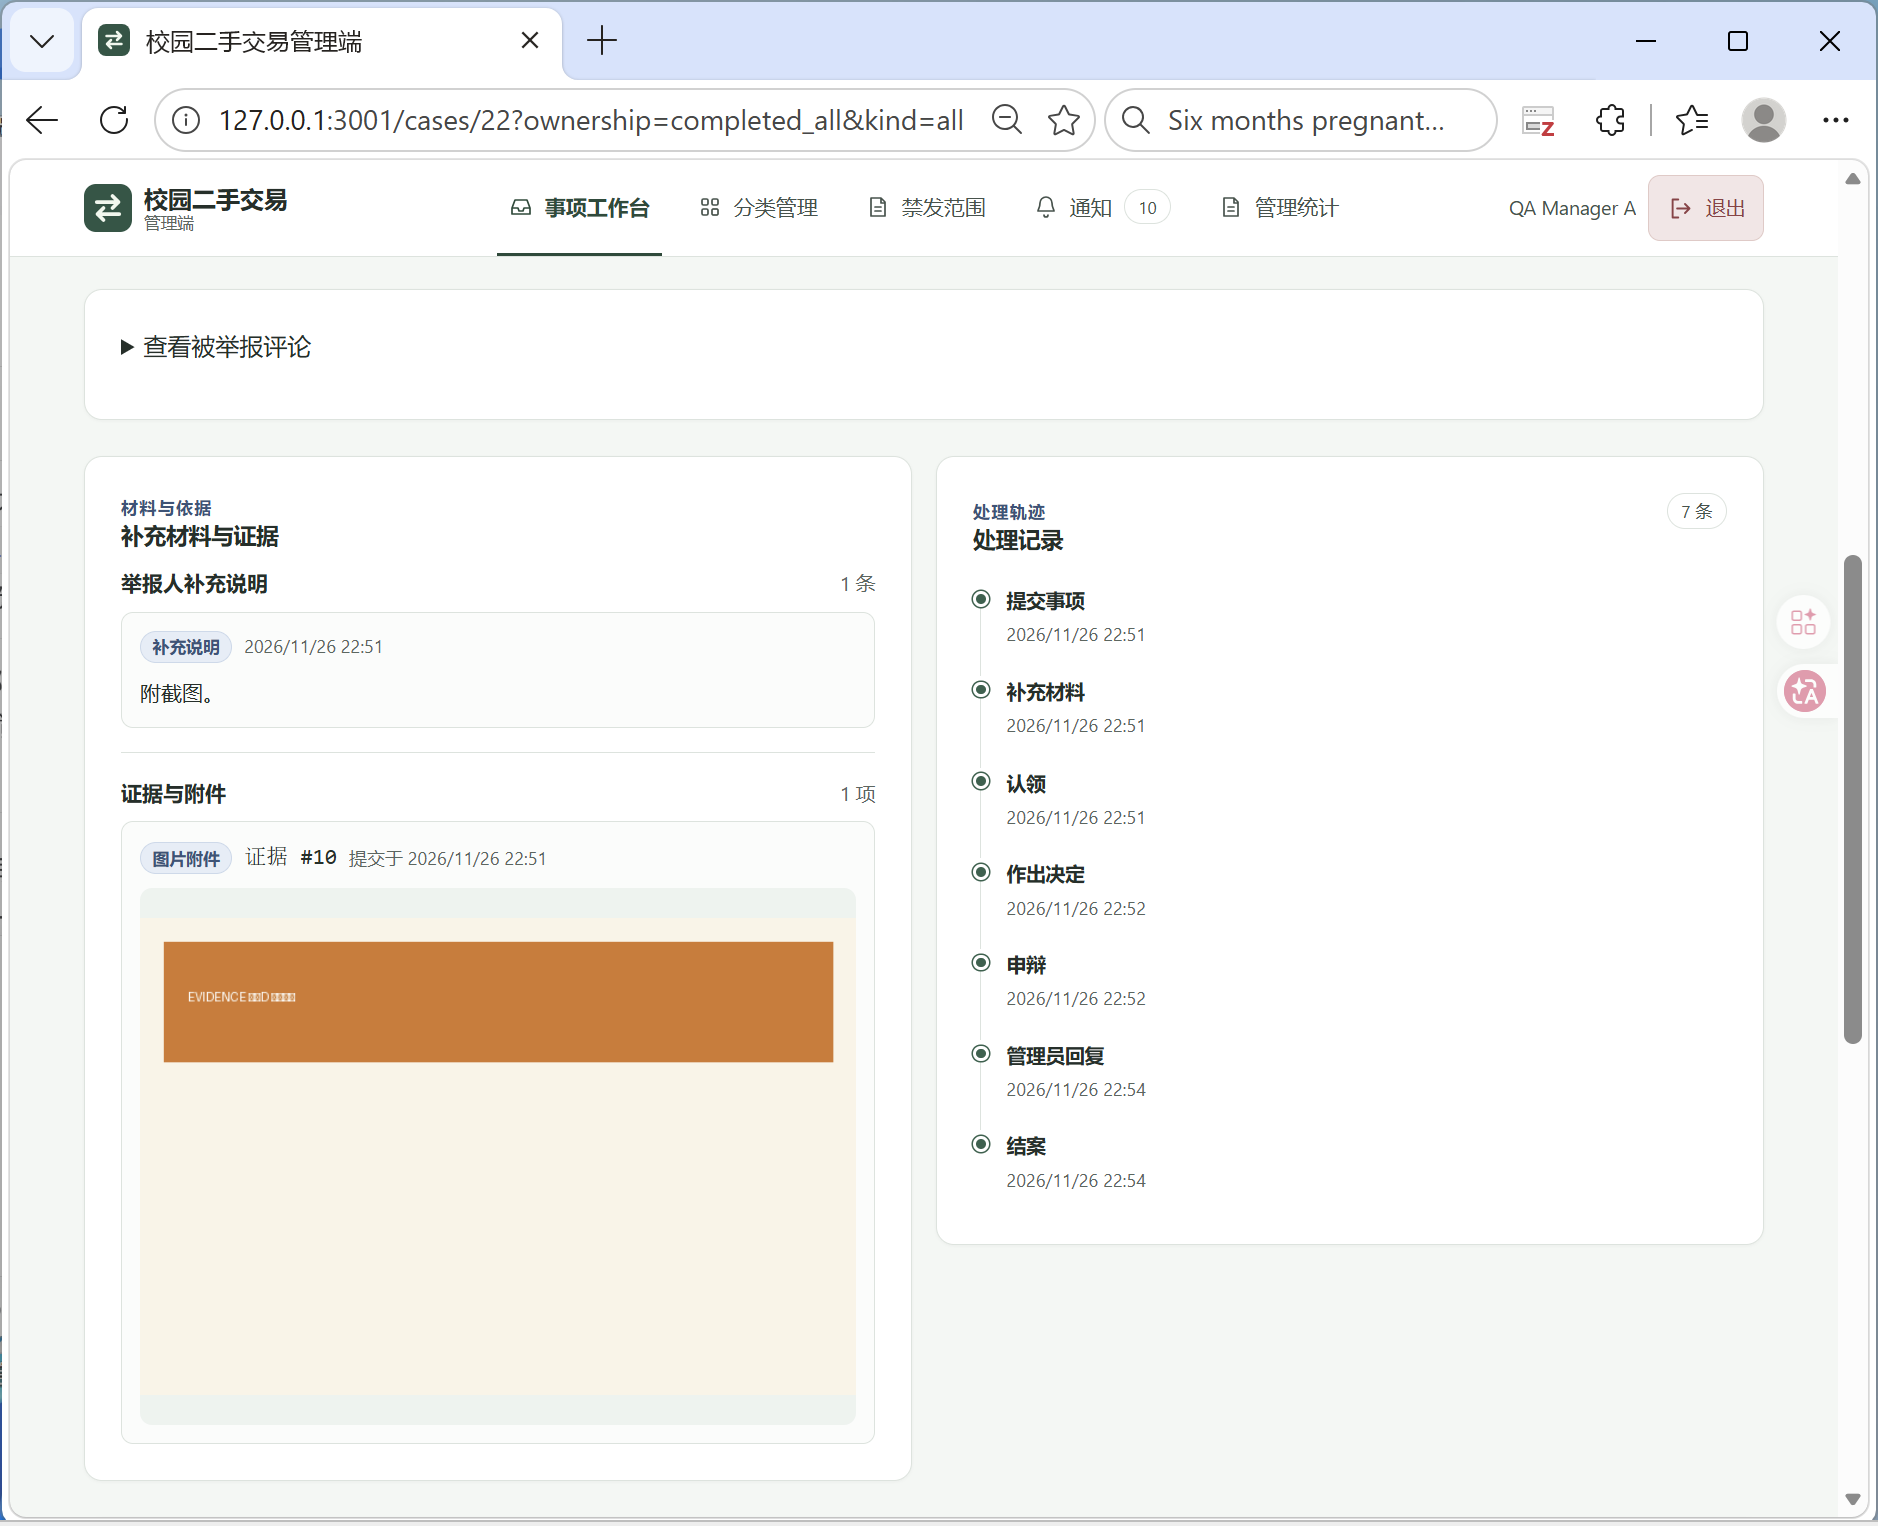 校园二手交易管理端
127.0.0.1:3001/cases/22?ownership=completed_all&kind=all
Six months pregnant...
校园二手交易
管理端
事项工作台
分类管理
禁发范围
通知 10
管理统计
QA Manager A
退出
查看被举报评论
材料与依据
补充材料与证据
举报人补充说明 1 条
补充说明 2026/11/26 22:51
附截图。
证据与附件 1 项
图片附件 证据 #10 提交于 2026/11/26 22:51
EVIDENCE D
处理轨迹
处理记录
7 条
提交事项
2026/11/26 22:51
补充材料
2026/11/26 22:51
认领
2026/11/26 22:51
作出决定
2026/11/26 22:52
申辩
2026/11/26 22:52
管理员回复
2026/11/26 22:54
结案
2026/11/26 22:54